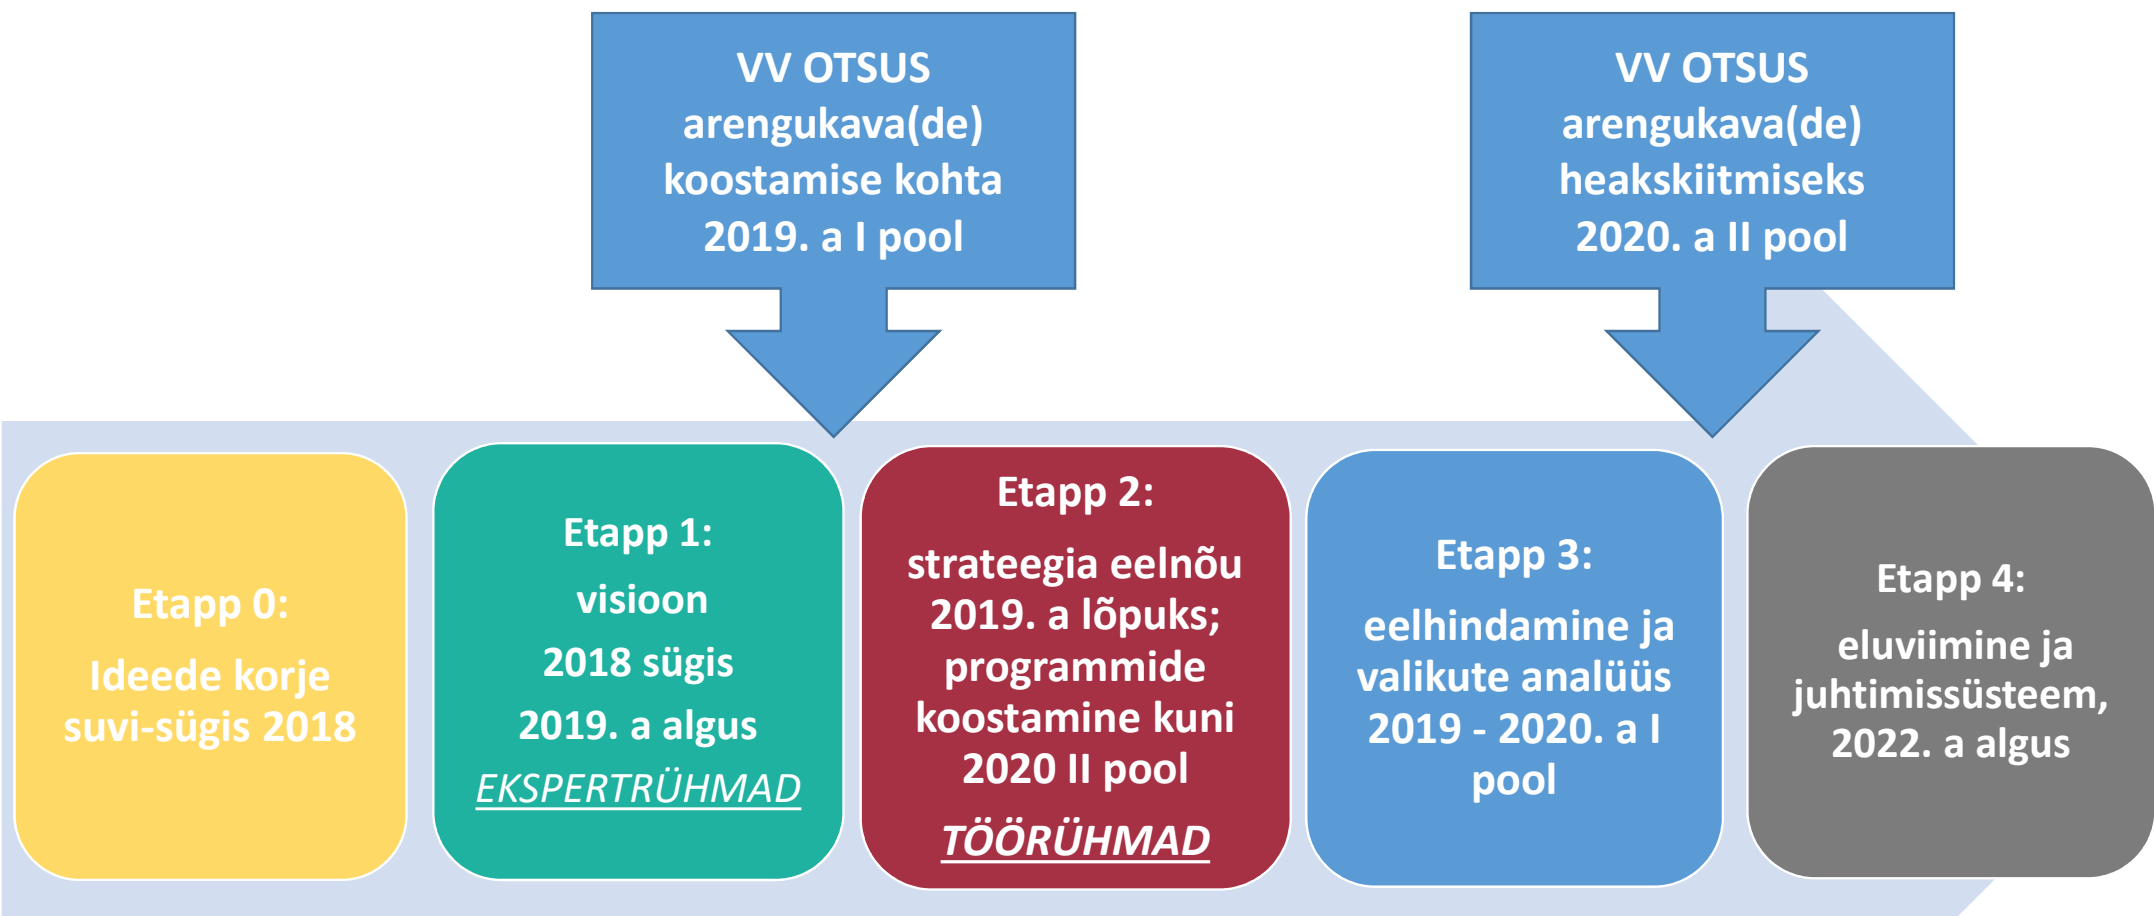 VV OTSUS
arengukava(de)
koostamise kohta
2019. a I pool
VV OTSUS
arengukava(de)
heakskiitmiseks
2020. a II pool
Etapp 0:
Ideede korje
suvi-sügis 2018
Etapp 1:
visioon
2018 sügis
2019. a algus
EKSPERTRÜHMAD
Etapp 2:
strateegia eelnõu
2019. a lõpuks;
programmide
koostamine kuni
2020 II pool
TÖÖRÜHMAD
Etapp 3:
eelhindamine ja
valikute analüüs
2019 - 2020. a I
pool
Etapp 4:
eluviimine ja
juhtimissüsteem,
2022. a algus